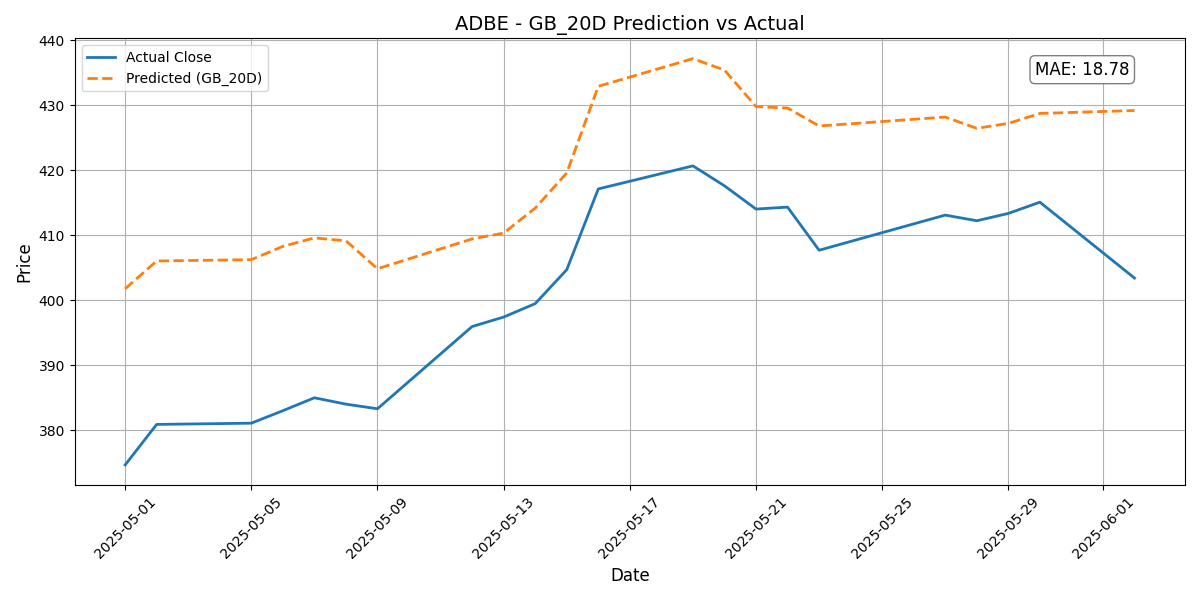 ADBE - GB_20D Prediction vs Actual
Actual Close
Predicted (GB_20D)
MAE: 18.78
Price
440
430
420
410
400
390
380
2025-05-01
2025-05-05
2025-05-09
2025-05-13
2025-05-17
2025-05-21
2025-05-25
2025-05-29
2025-06-01
Date